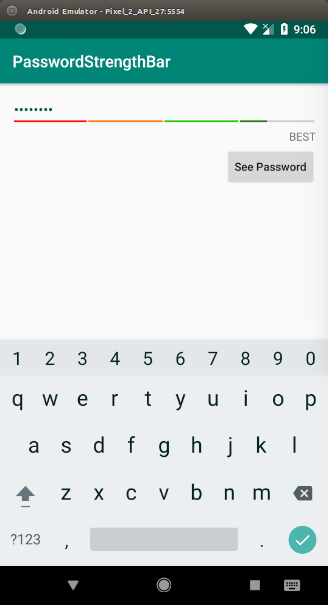 Android Emulator - Pixel_2_API_27:5554
9:06
PasswordStrengthBar
••••••••
BEST
See Password
1 2 3 4 5 6 7 8 9 0
q w e r t y u i o p
a s d f g h j k l
z x c v b n m
?123 , .